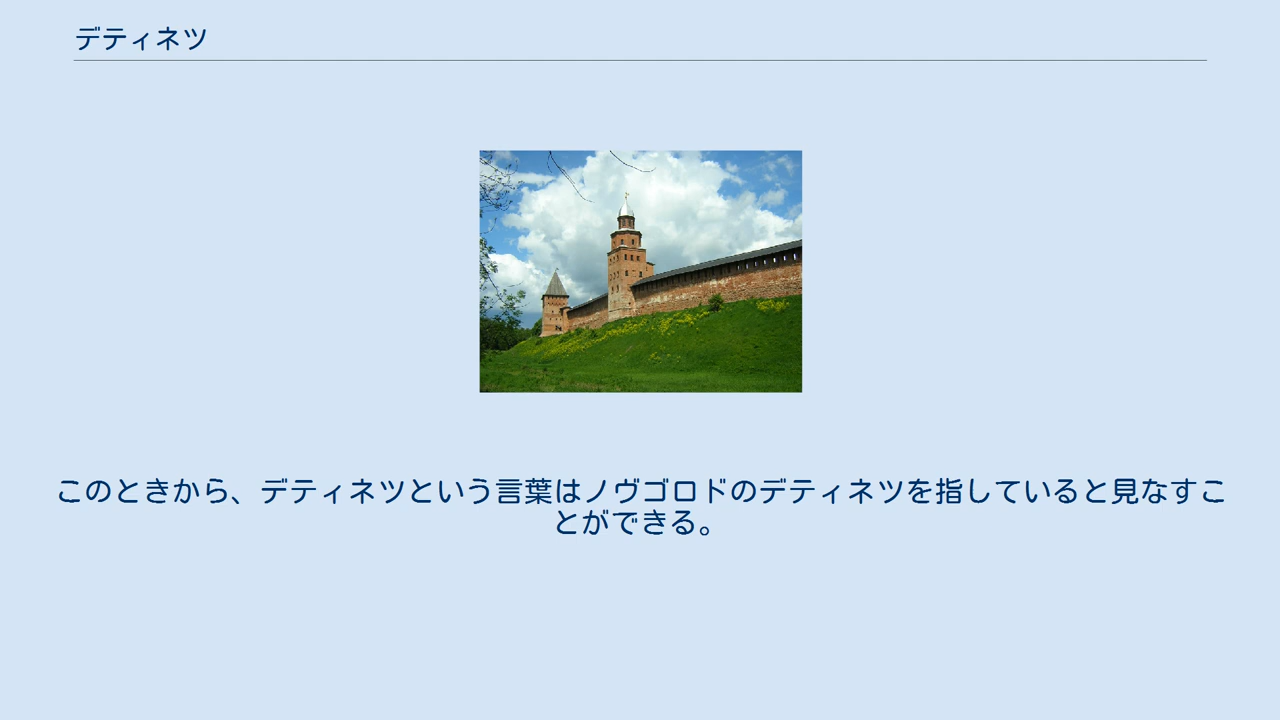 デティネツ
このときから、デティネツという言葉はノヴゴロドのデティネツを指していると見なすこ
とができる。